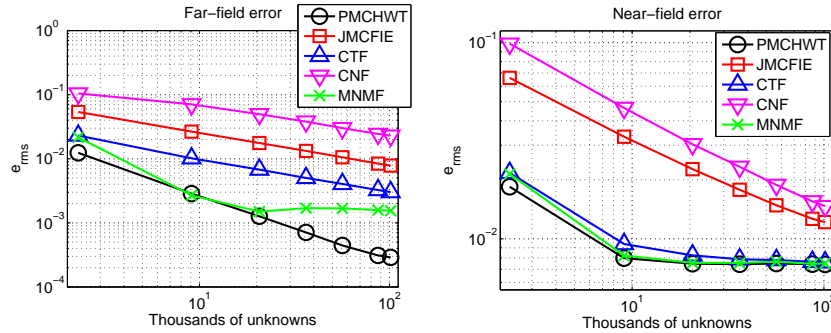 Far-field error
10^0
10^-1
10^-2
10^-3
10^-4
e_rms
10^1
10^2
Thousands of unknowns
PMCHWT
JMCFIE
CTF
CNF
MNMF
Near-field error
10^-1
10^-2
e_rms
10^1
10^2
Thousands of unknowns
PMCHWT
JMCFIE
CTF
CNF
MNMF